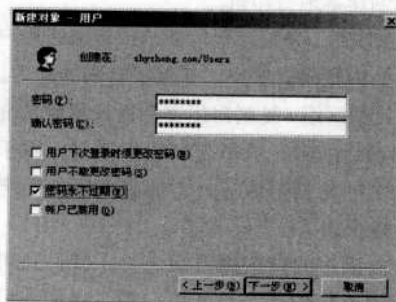 新建对象 - 用户
创建在: shyzhong.com/Users
密码(P): ********
确认密码(C): ********
用户下次登录时须更改密码(M)
用户不能更改密码(S)
密码永不过期(W)
帐户已禁用(O)
< 上一步(B) 下一步(N) > 取消